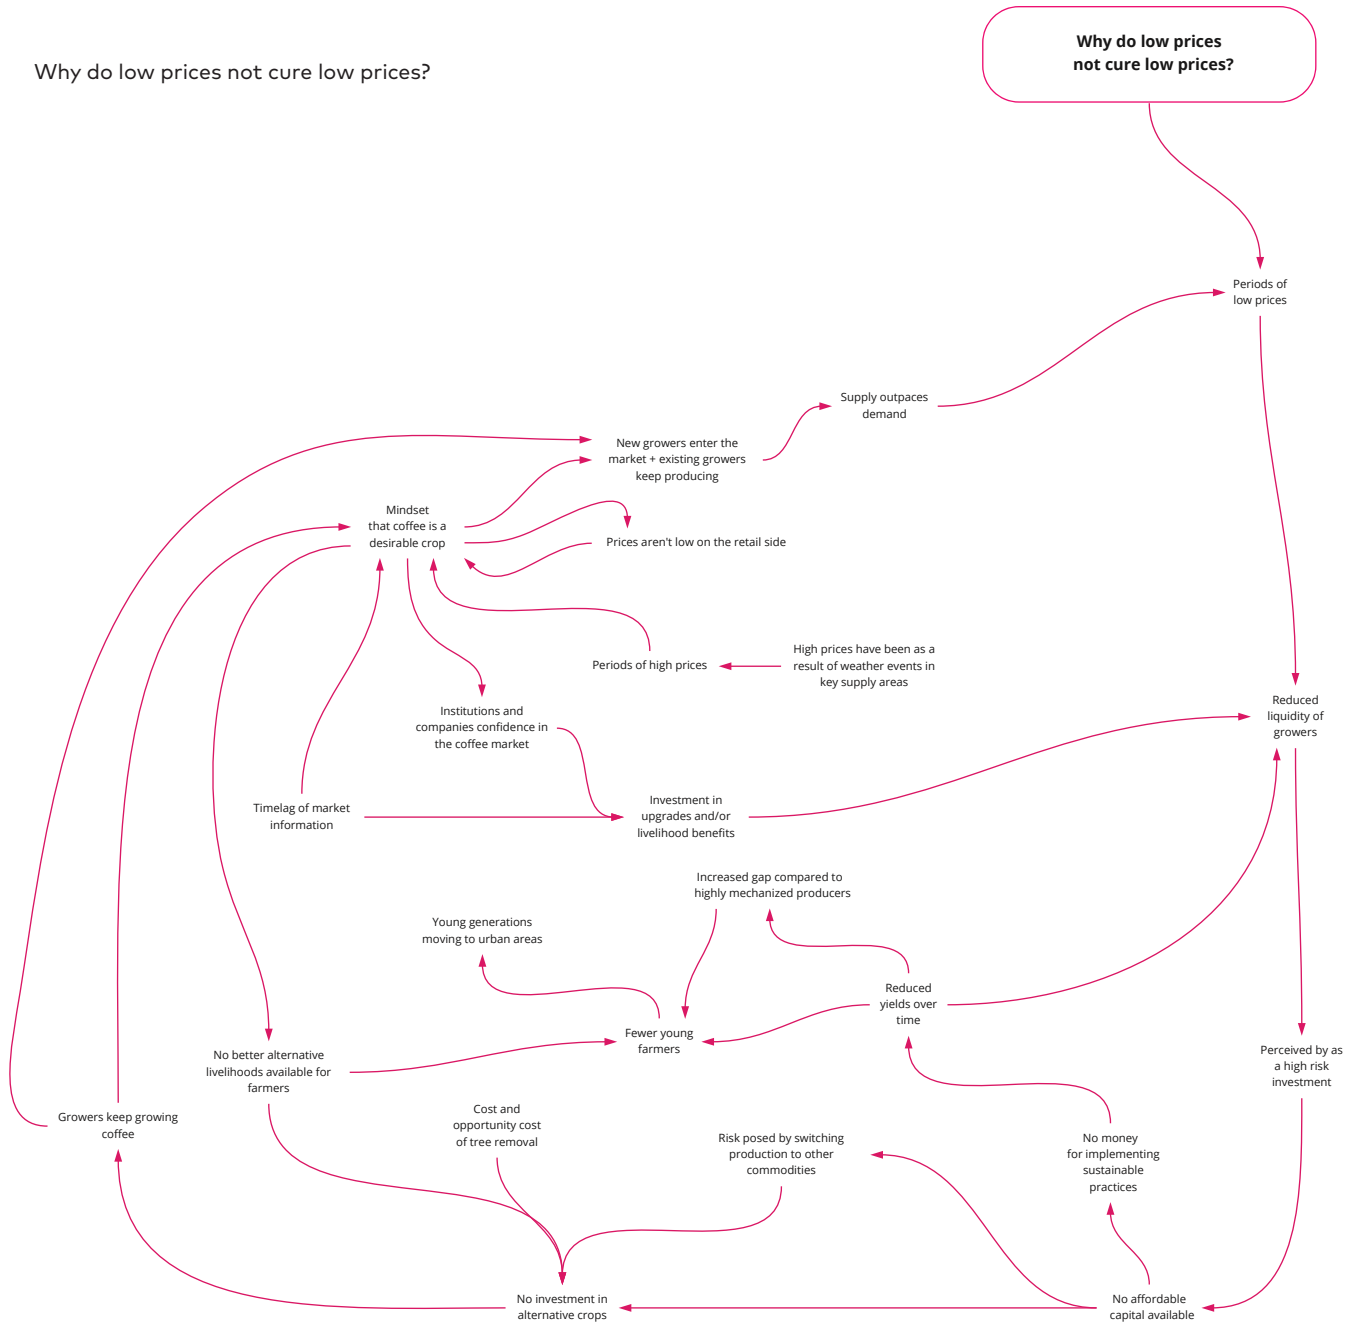 Why do low prices not cure low prices?
Why do low prices
not cure low prices?
Periods of
low prices
Supply outpaces
demand
New growers enter the
market + existing growers
keep producing
Mindset
that coffee is a
desirable crop
Prices aren't low on the retail side
Periods of high prices
High prices have been as a
result of weather events in
key supply areas
Institutions and
companies confidence in
the coffee market
Reduced
liquidity of
growers
Timelag of market
information
Investment in
upgrades and/or
livelihood benefits
Increased gap compared to
highly mechanized producers
Young generations
moving to urban areas
Reduced
yields over
time
Fewer young
farmers
No better alternative
livelihoods available for
farmers
Perceived by as
a high risk
investment
Growers keep growing
coffee
Cost and
opportunity cost
of tree removal
Risk posed by switching
production to other
commodities
No money
for implementing
sustainable
practices
No investment in
alternative crops
No affordable
capital available